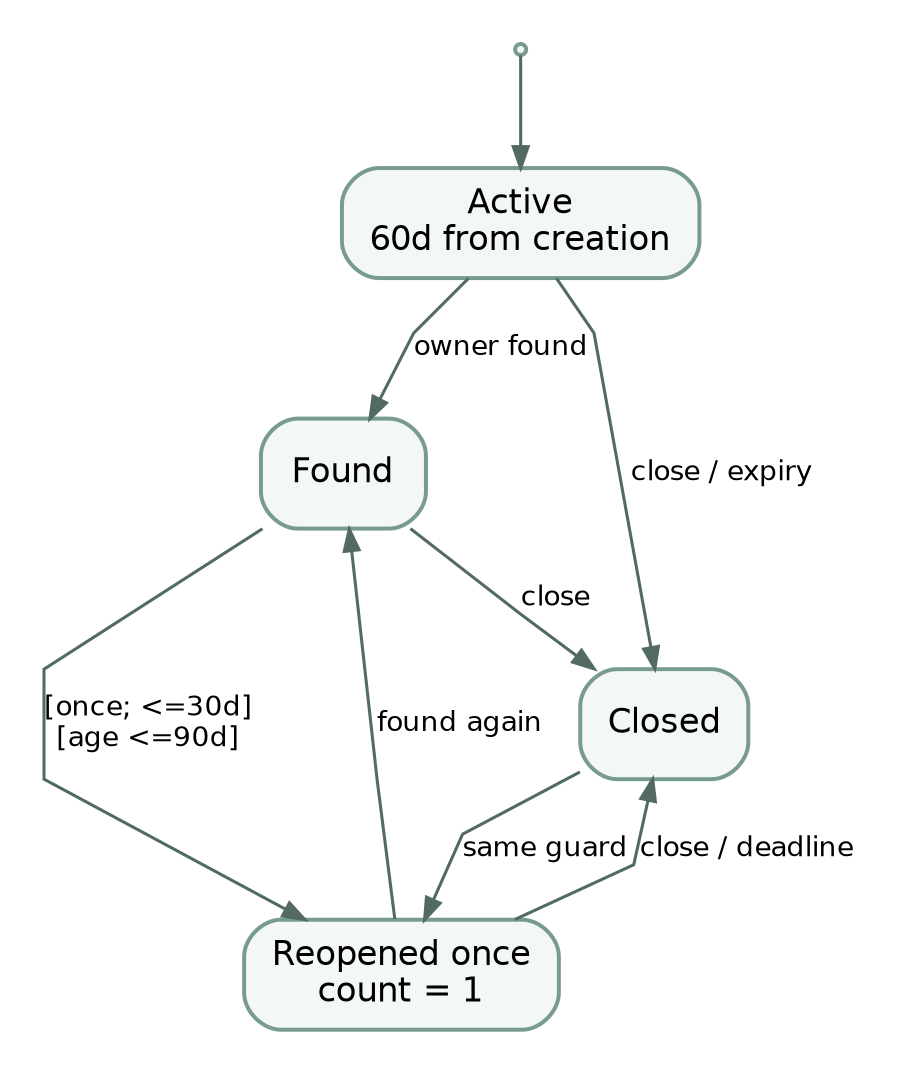 Active
60d from creation
owner found
Found
close / expiry
close
[once; <=30d]
[age <=90d]
found again
Closed
same guard
close / deadline
Reopened once
count = 1